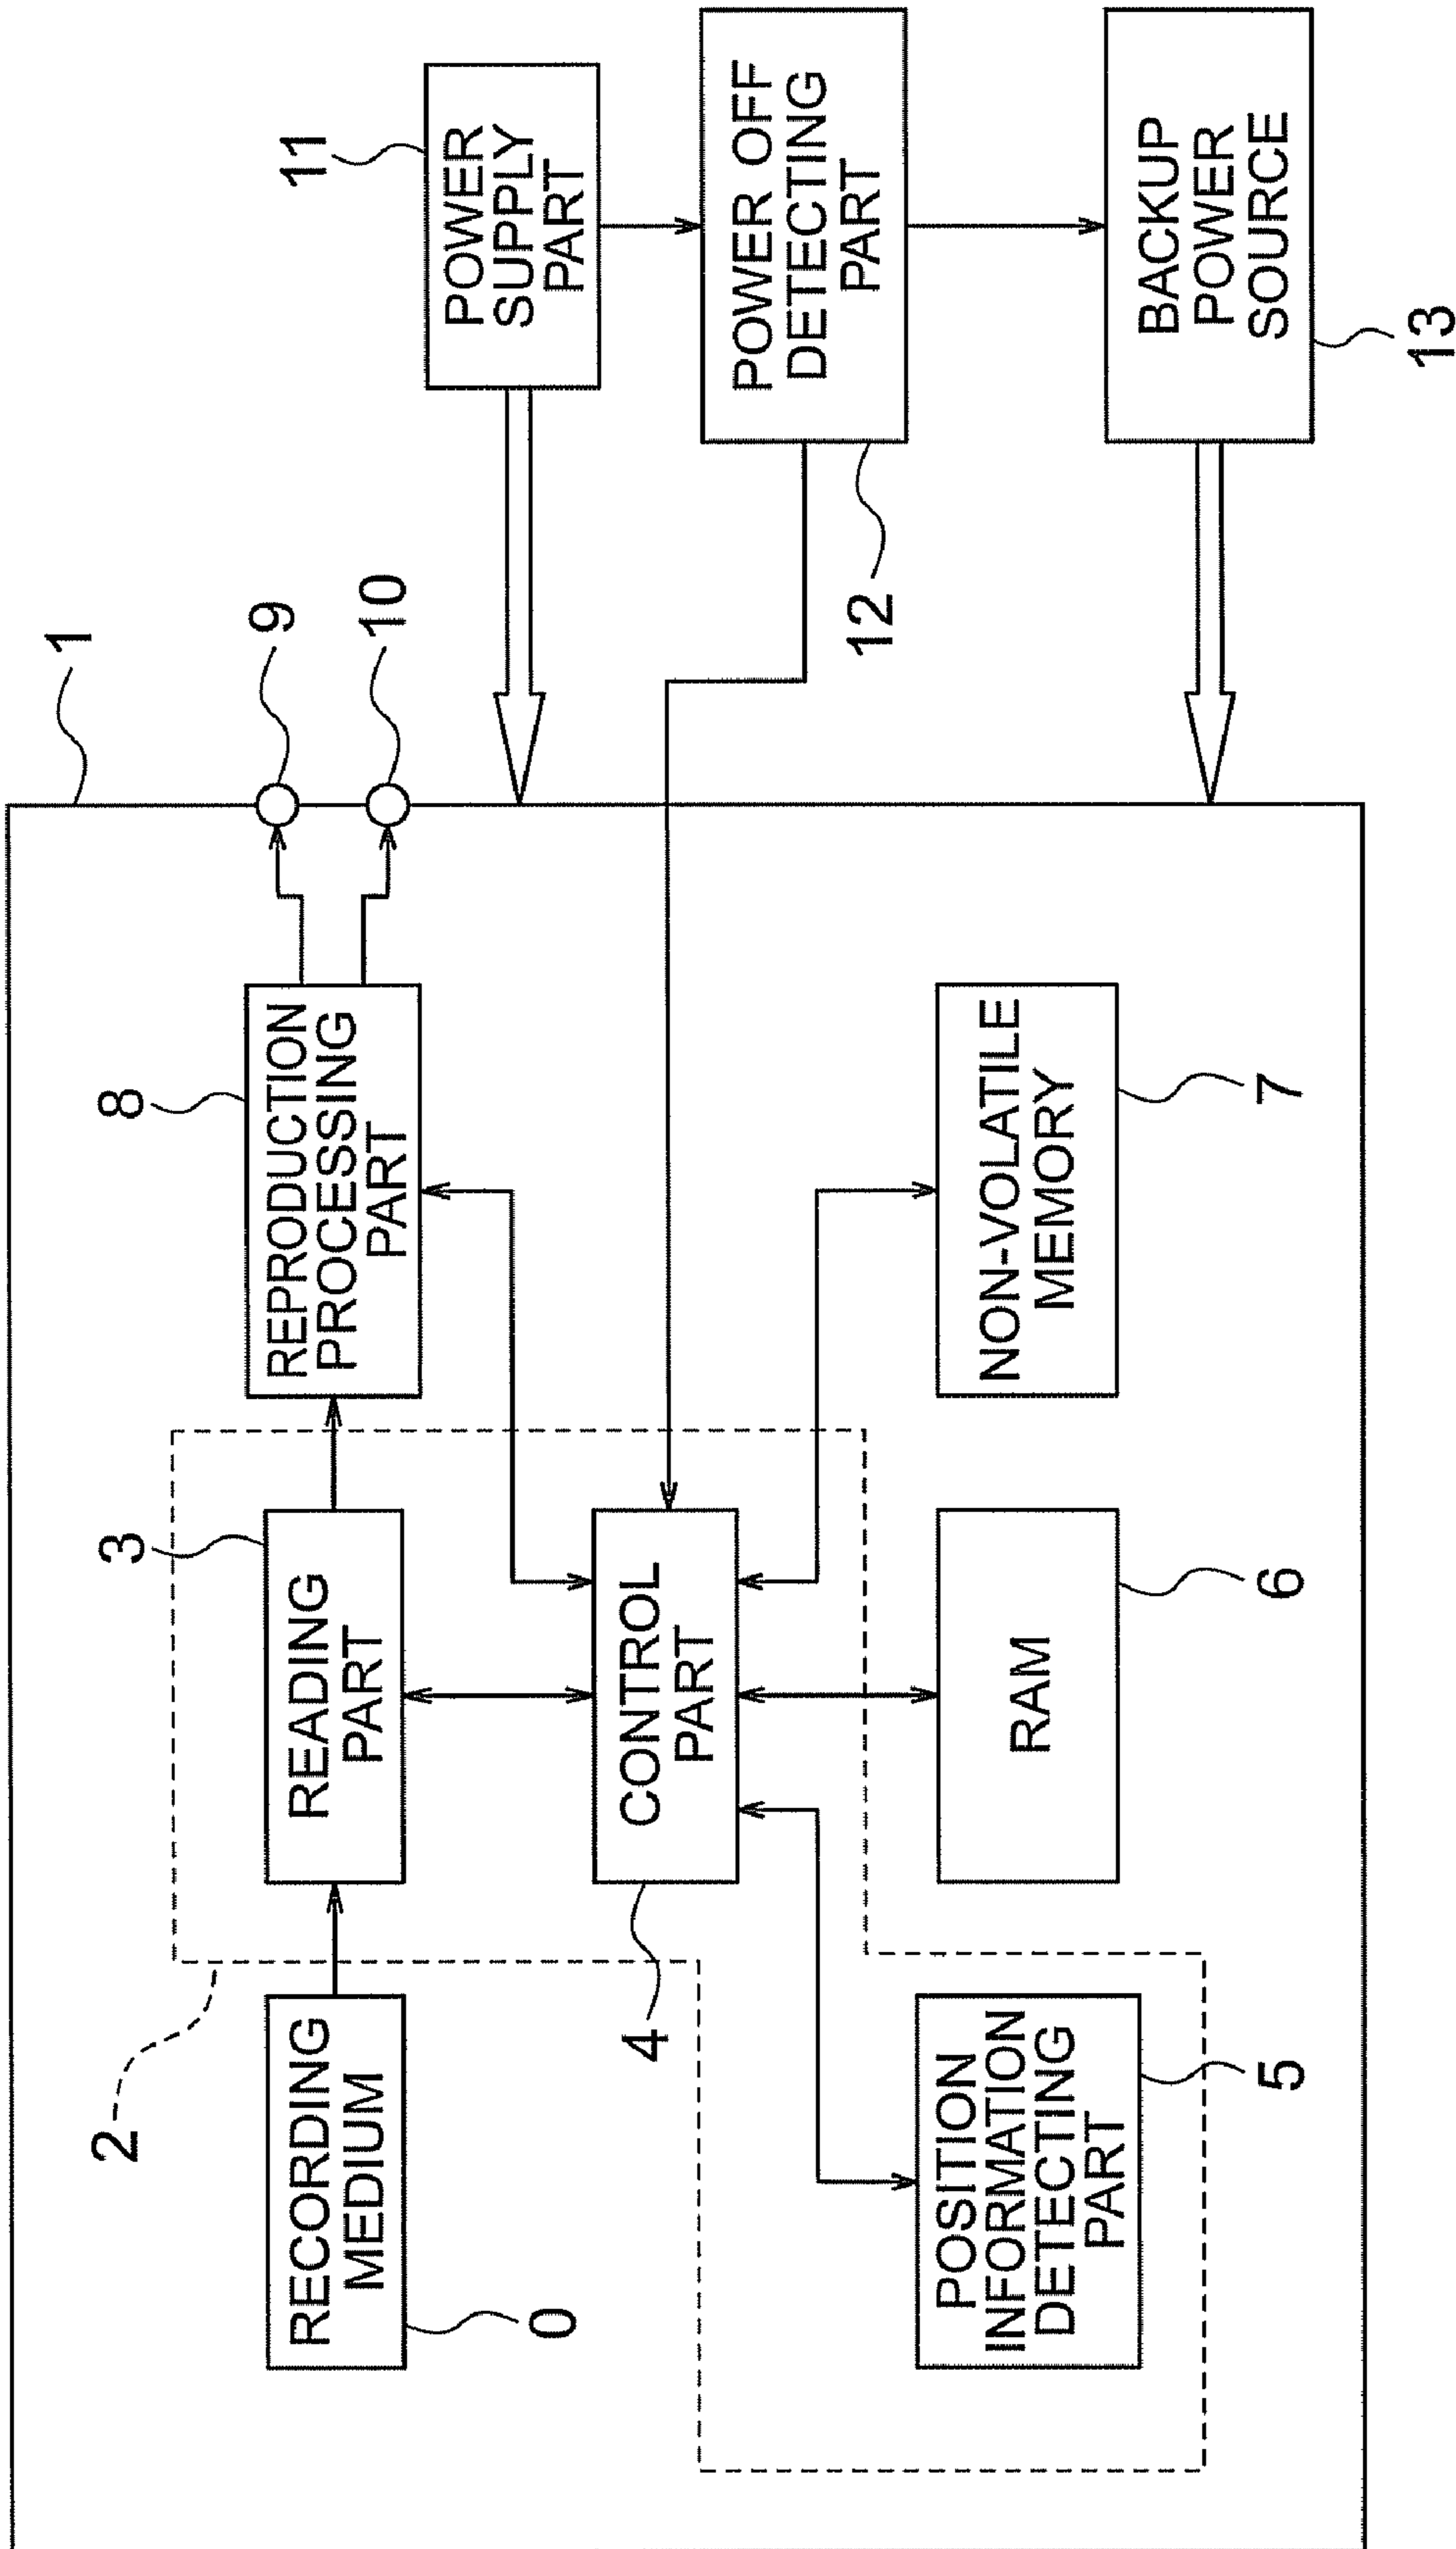 1
2
RECORDING
MEDIUM
0
3
READING
PART
8
REPRODUCTION
PROCESSING
PART
9
10
11
POWER
SUPPLY
PART
4
CONTROL
PART
12
POWER OFF
DETECTING
PART
POSITION
INFORMATION
DETECTING
PART
5
RAM
6
NON-VOLATILE
MEMORY
7
BACKUP
POWER
SOURCE
13